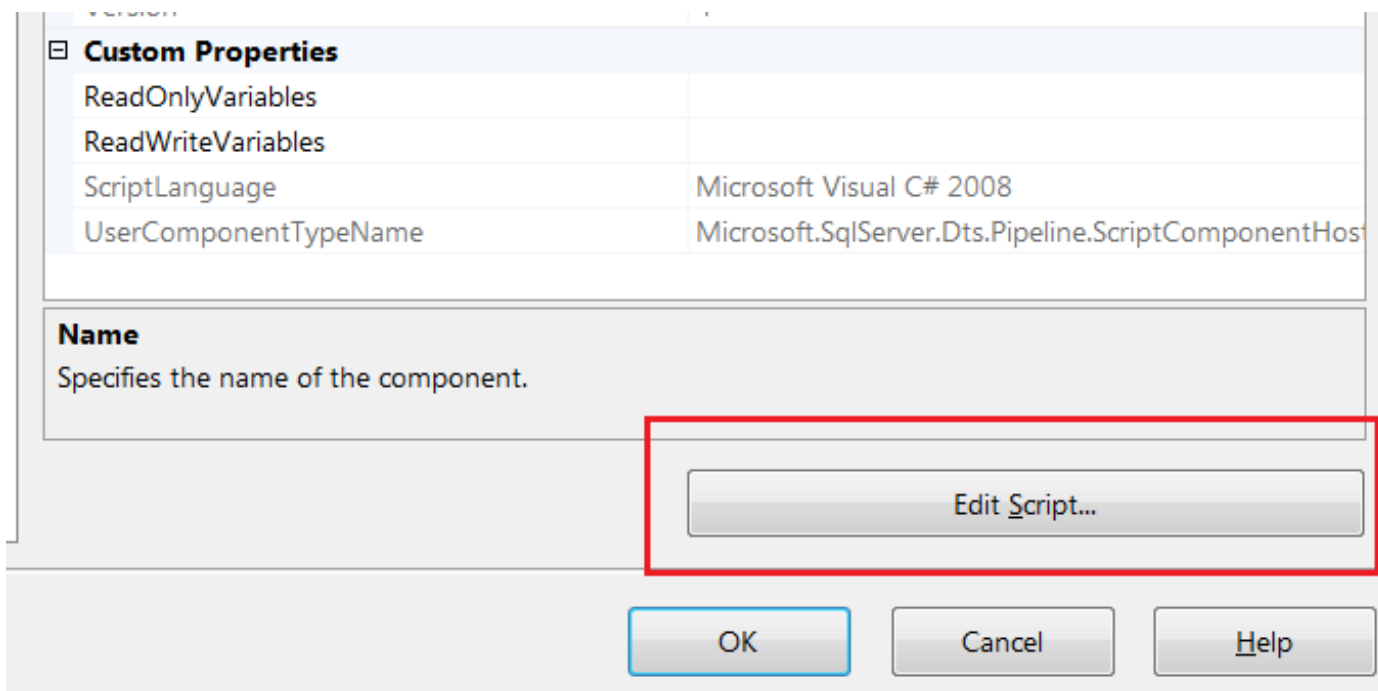 Custom Properties
ReadOnlyVariables
ReadWriteVariables
ScriptLanguage Microsoft Visual C# 2008
UserComponentTypeName Microsoft.SqlServer.Dts.Pipeline.ScriptComponentHost
Name
Specifies the name of the component.
Edit Script...
OK Cancel Help